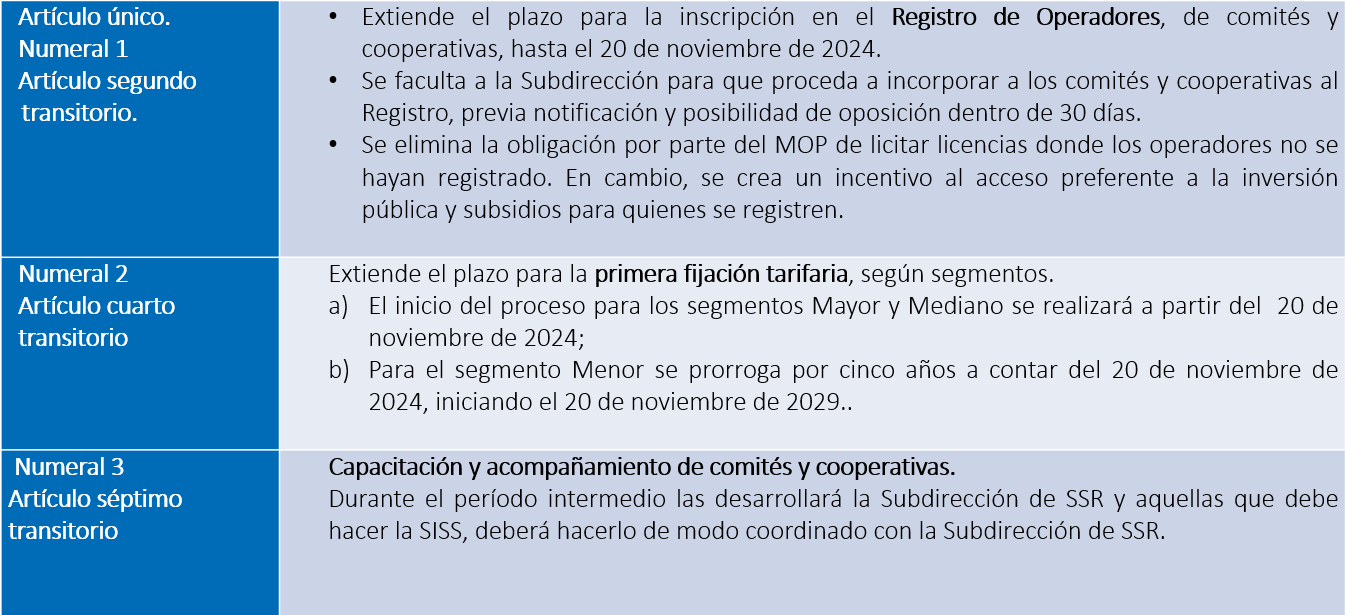 Artículo único.
Numeral 1
Artículo segundo
transitorio.
• Extiende el plazo para la inscripción en el Registro de Operadores, de comités y
cooperativas, hasta el 20 de noviembre de 2024.
• Se faculta a la Subdirección para que proceda a incorporar a los comités y cooperativas al
Registro, previa notificación y posibilidad de oposición dentro de 30 días.
• Se elimina la obligación por parte del MOP de licitar licencias donde los operadores no se
hayan registrado. En cambio, se crea un incentivo al acceso preferente a la inversión
pública y subsidios para quienes se registren.
Numeral 2
Artículo cuarto
transitorio
Extiende el plazo para la primera fijación tarifaria, según segmentos.
a) El inicio del proceso para los segmentos Mayor y Mediano se realizará a partir del 20 de
noviembre de 2024;
b) Para el segmento Menor se prorroga por cinco años a contar del 20 de noviembre de
2024, iniciando el 20 de noviembre de 2029..
Numeral 3
Artículo séptimo
transitorio
Capacitación y acompañamiento de comités y cooperativas.
Durante el período intermedio las desarrollará la Subdirección de SSR y aquellas que debe
hacer la SISS, deberá hacerlo de modo coordinado con la Subdirección de SSR.